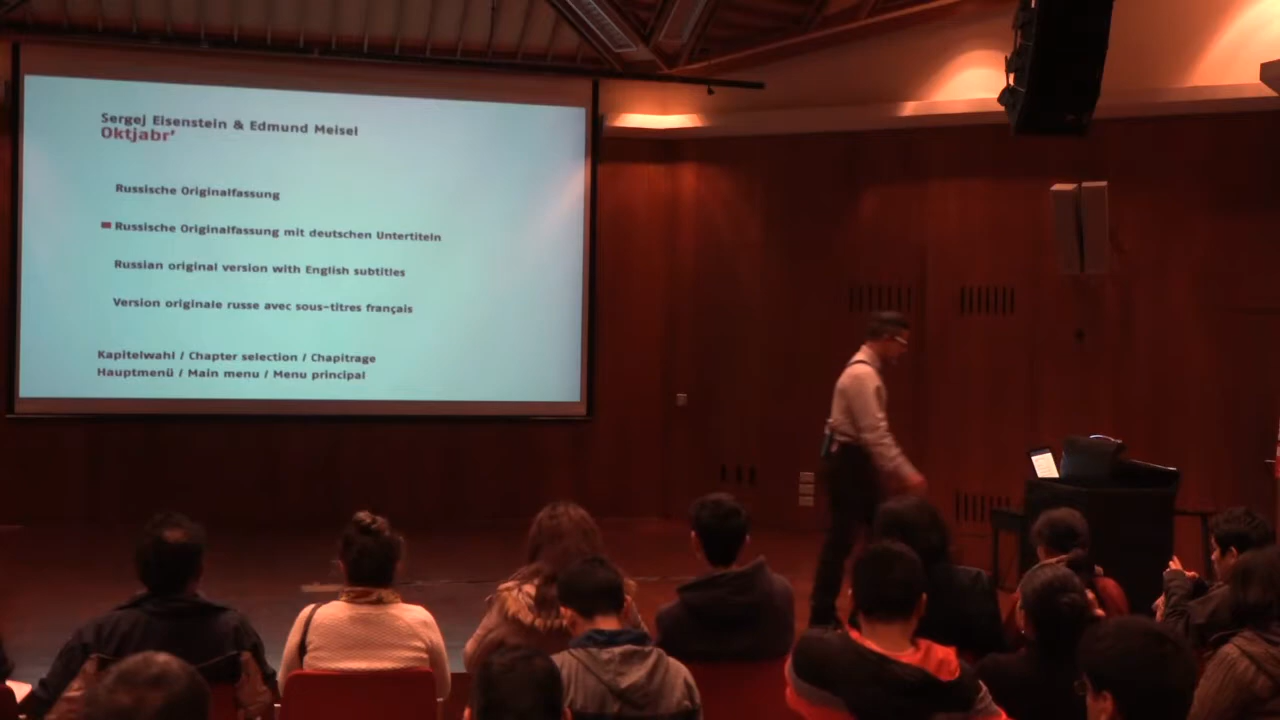 Sergej Eisenstein & Edmund Meisel
Oktjabr'
Russische Originalfassung
Russische Originalfassung mit deutschen Untertiteln
Russian original version with English subtitles
Version originale russe avec sous-titres français
Kapitelwahl / Chapter selection / Chapitrage
Hauptmenü / Main menu / Menu principal